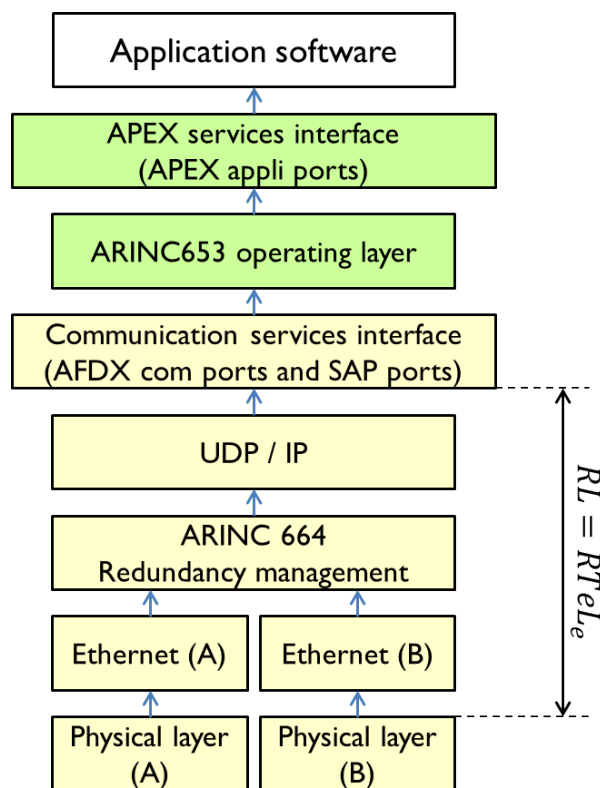 Application software
APEX services interface
(APEX appli ports)
ARINC653 operating layer
Communication services interface
(AFDX com ports and SAP ports)
UDP / IP
ARINC 664
Redundancy management
Ethernet (A)
Ethernet (B)
Physical layer
(A)
Physical layer
(B)
RL = RTeLₑ